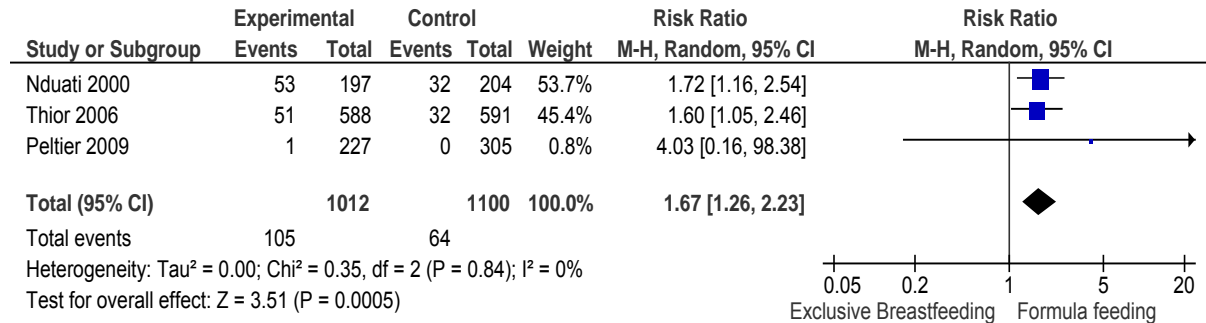 Experimental Control Risk Ratio Risk Ratio
Study or Subgroup Events Total Events Total Weight M-H, Random, 95% CI M-H, Random, 95% CI
Nduati 2000 53 197 32 204 53.7% 1.72 [1.16, 2.54]
Thior 2006 51 588 32 591 45.4% 1.60 [1.05, 2.46]
Peltier 2009 1 227 0 305 0.8% 4.03 [0.16, 98.38]
Total (95% CI) 1012 1100 100.0% 1.67 [1.26, 2.23]
Total events 105 64
Heterogeneity: Tau² = 0.00; Chi² = 0.35, df = 2 (P = 0.84); I² = 0%
Test for overall effect: Z = 3.51 (P = 0.0005)
0.05 0.2 1 5 20
Exclusive Breastfeeding Formula feeding